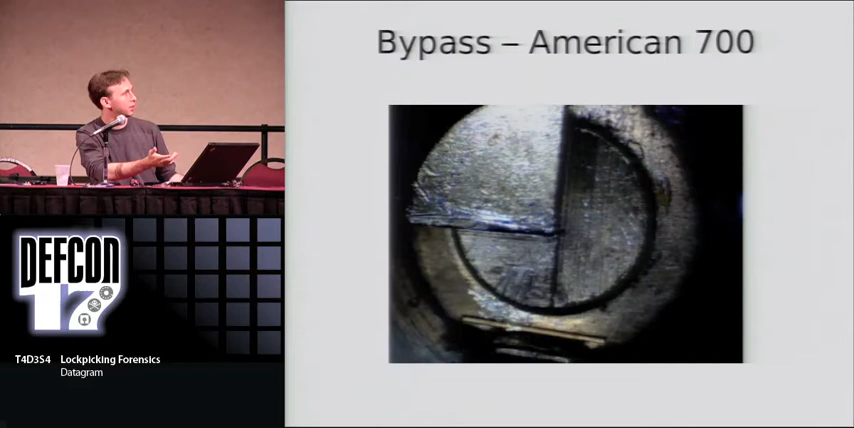 Bypass – American 700
DEFCON
17
T4D3S4 Lockpicking Forensics
Datagram